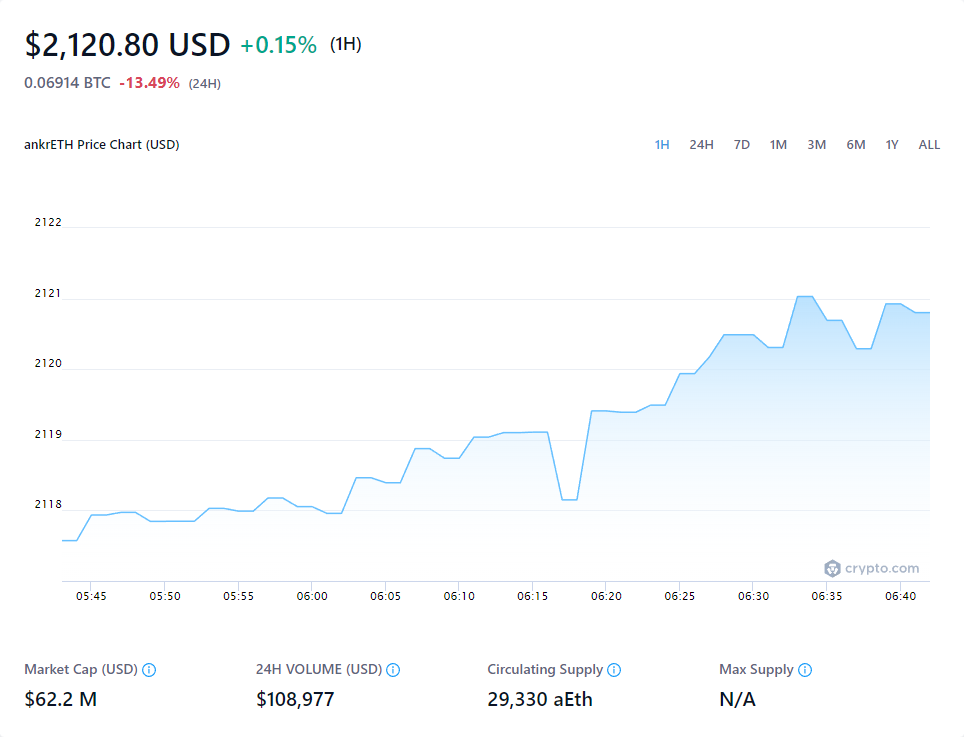 $2,120.80 USD +0.15% (1H)
0.06914 BTC -13.49% (24H)
ankrETH Price Chart (USD) 1H 24H 7D 1M 3M 6M 1Y ALL
2122
2121
2120
2119
2118
crypto.com
05:45 05:50 05:55 06:00 06:05 06:10 06:15 06:20 06:25 06:30 06:35 06:40
Market Cap (USD) 24H VOLUME (USD) Circulating Supply Max Supply
$62.2 M $108,977 29,330 aEth N/A